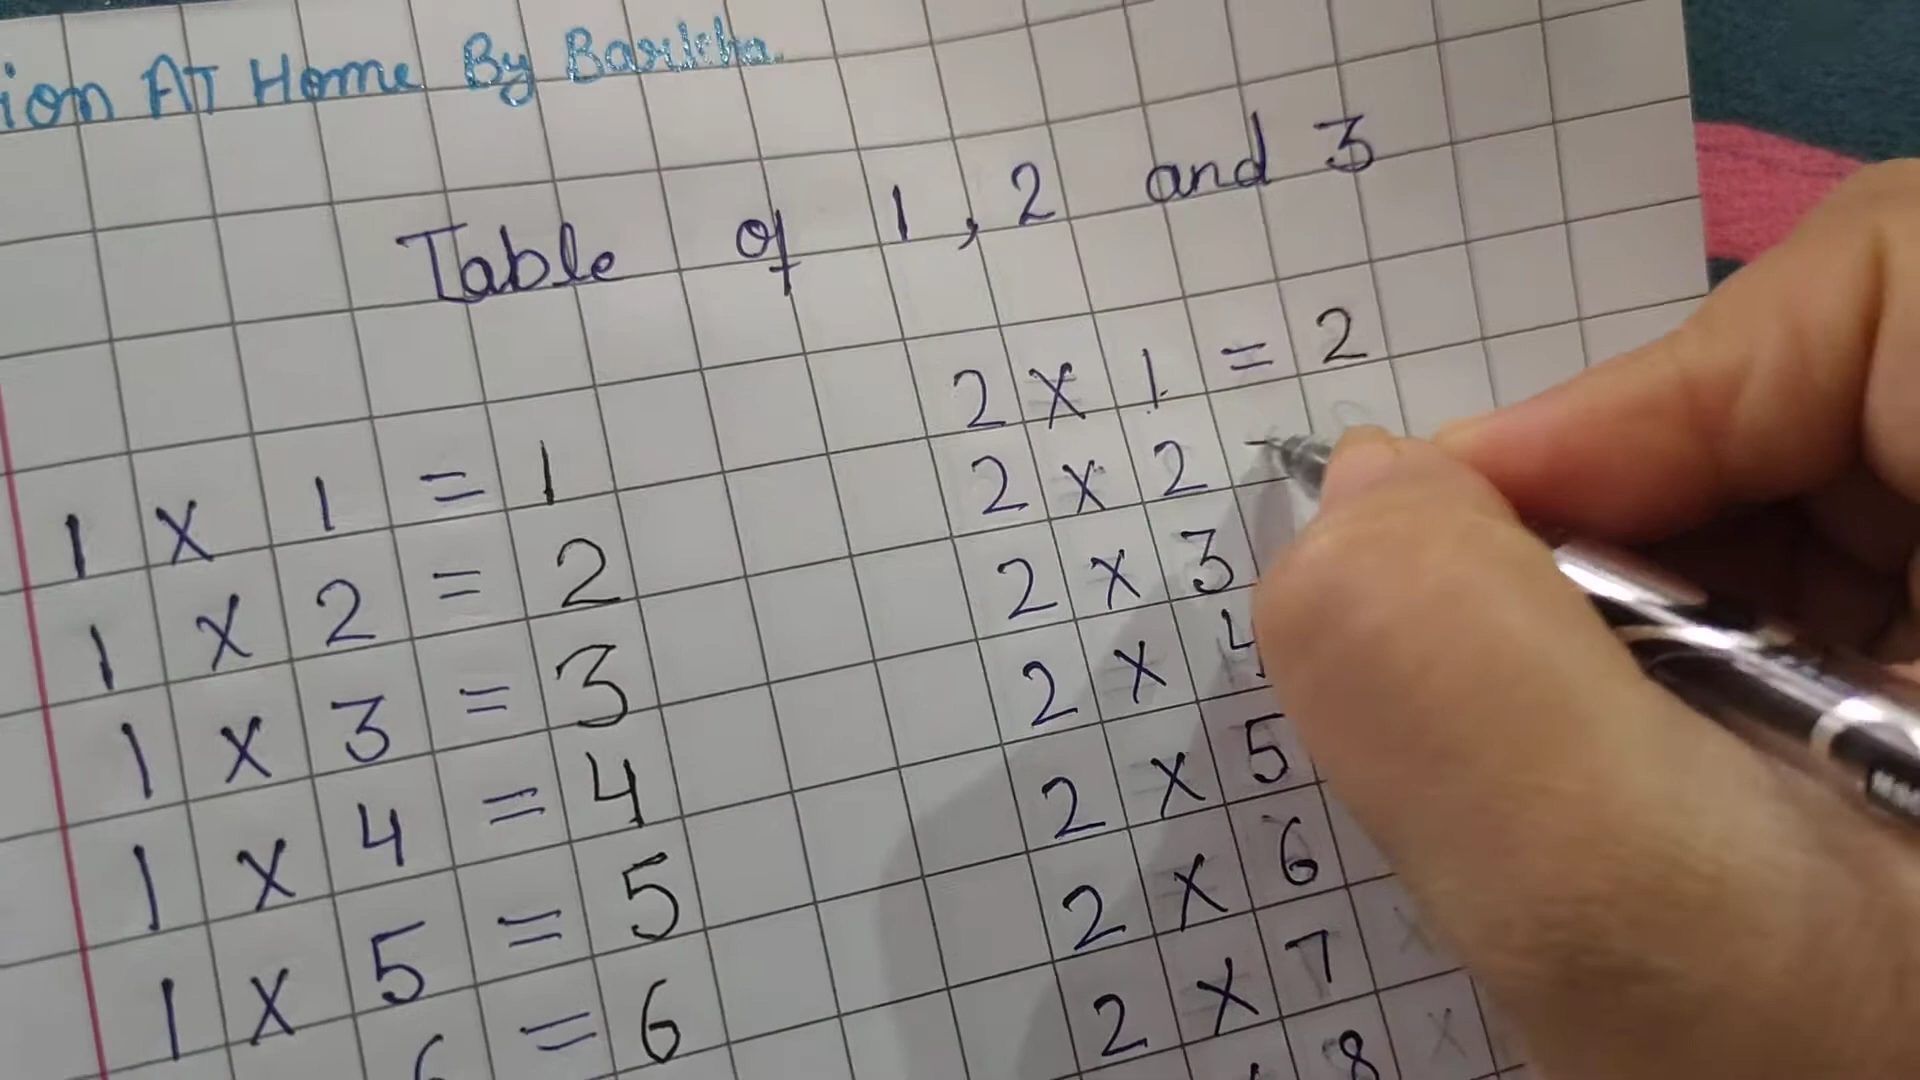 ion AT Home By Barkha.
Table of 1, 2 and 3
1 x 1 = 1
1 x 2 = 2
1 x 3 = 3
1 x 4 = 4
1 x 5 = 5
6 = 6
2 x 1 = 2
2 x 2 -
2 x 3
2 x 4
2 x 5
2 x 6
2 x 7
8